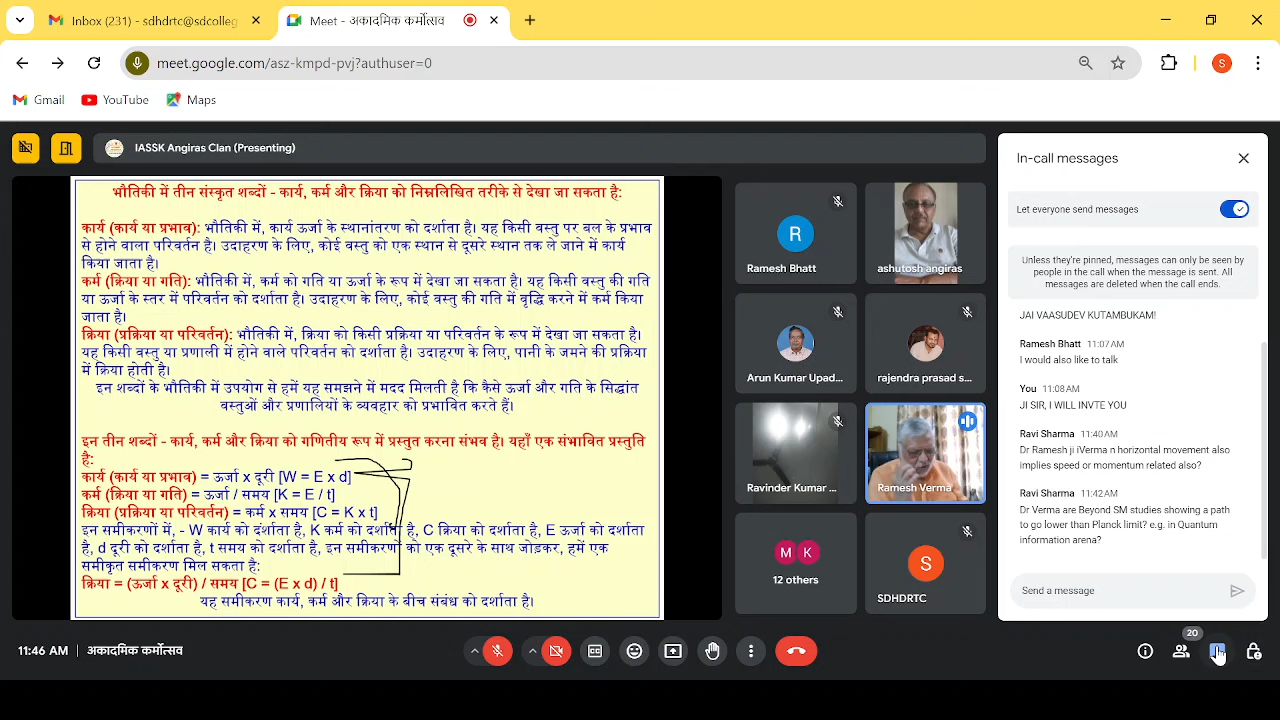 Inbox (231) - sdhdrtc@sdcolleg
Meet - अकादमिक कर्मोत्सव
meet.google.com/asz-kmpd-pvj?authuser=0
S
Gmail
YouTube
Maps
IASSK Angiras Clan (Presenting)
भौतिकी में तीन संस्कृत शब्दों - कार्य, कर्म और क्रिया को निम्नलिखित तरीके से देखा जा सकता है:
कार्य (कार्य या प्रभाव): भौतिकी में, कार्य ऊर्जा के स्थानांतरण को दर्शाता है। यह किसी वस्तु पर बल के प्रभाव
से होने वाला परिवर्तन है। उदाहरण के लिए, कोई वस्तु को एक स्थान से दूसरे स्थान तक ले जाने में कार्य
किया जाता है।
कर्म (क्रिया या गति): भौतिकी में, कर्म को गति या ऊर्जा के रूप में देखा जा सकता है। यह किसी वस्तु की गति
या ऊर्जा के स्तर में परिवर्तन को दर्शाता है। उदाहरण के लिए, कोई वस्तु की गति में वृद्धि करने में कर्म किया
जाता है।
क्रिया (प्रक्रिया या परिवर्तन): भौतिकी में, क्रिया को किसी प्रक्रिया या परिवर्तन के रूप में देखा जा सकता है।
यह किसी वस्तु या प्रणाली में होने वाले परिवर्तन को दर्शाता है। उदाहरण के लिए, पानी के जमने की प्रक्रिया
में क्रिया होती है।
इन शब्दों के भौतिकी में उपयोग से हमें यह समझने में मदद मिलती है कि कैसे ऊर्जा और गति के सिद्धांत
वस्तुओं और प्रणालियों के व्यवहार को प्रभावित करते हैं।
इन तीन शब्दों - कार्य, कर्म और क्रिया को गणितीय रूप में प्रस्तुत करना संभव है। यहाँ एक संभावित प्रस्तुति
है:
कार्य (कार्य या प्रभाव) = ऊर्जा x दूरी [W = E x d]
कर्म (क्रिया या गति) = ऊर्जा / समय [K = E / t]
क्रिया (प्रक्रिया या परिवर्तन) = कर्म x समय [C = K x t]
इन समीकरणों में, - W कार्य को दर्शाता है, K कर्म को दर्शाता है, C क्रिया को दर्शाता है, E ऊर्जा को दर्शाता
है, d दूरी को दर्शाता है, t समय को दर्शाता है, इन समीकरणों को एक दूसरे के साथ जोड़कर, हमें एक
समीकृत समीकरण मिल सकता है:
क्रिया = (ऊर्जा x दूरी) / समय [C = (E x d) / t]
यह समीकरण कार्य, कर्म और क्रिया के बीच संबंध को दर्शाता है।
R
Ramesh Bhatt
ashutosh angiras
Arun Kumar Upad...
rajendra prasad s...
Ravinder Kumar ...
Ramesh Verma
M K
12 others
S
SDHDRTC
In-call messages
Let everyone send messages
Unless they're pinned, messages can only be seen by
people in the call when the message is sent. All
messages are deleted when the call ends.
JAI VAASUDEV KUTAMBUKAM!
Ramesh Bhatt 11:07 AM
I would also like to talk
You 11:08 AM
JI SIR, I WILL INVTE YOU
Ravi Sharma 11:40 AM
Dr Ramesh ji iVerma n horizontal movement also
implies speed or momentum related also?
Ravi Sharma 11:42 AM
Dr Verma are Beyond SM studies showing a path
to go lower than Planck limit? e.g. in Quantum
information arena?
Send a message
11:46 AM
अकादमिक कर्मोत्सव
20